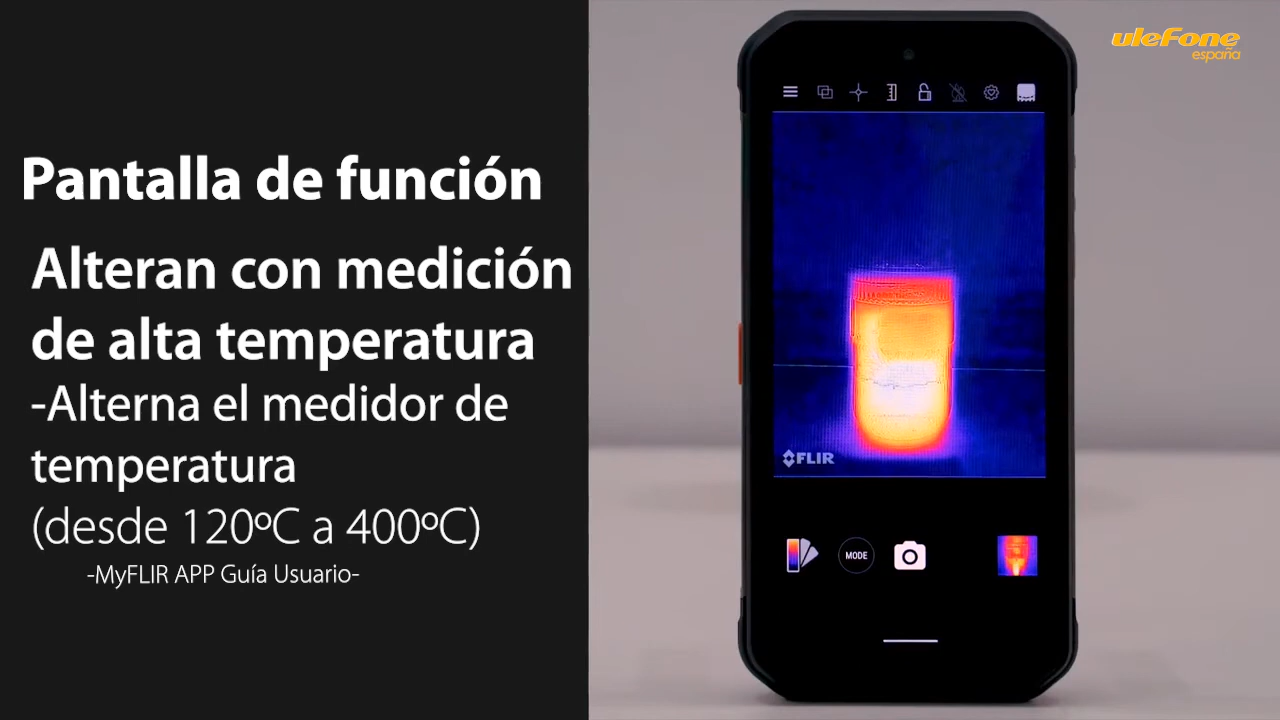 Pantalla de función
Alteran con medición
de alta temperatura
-Alterna el medidor de
temperatura
(desde 120ºC a 400ºC)
-MyFLIR APP Guía Usuario-
uleFone
españa
FLIR
MODE